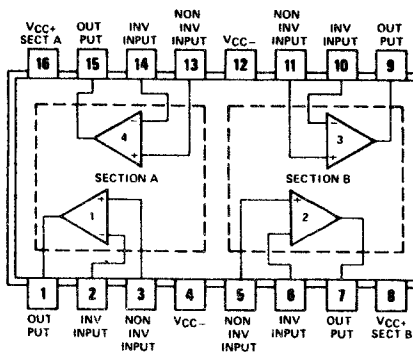 VCC+ SECT A
OUT PUT
INV INPUT
NON INV INPUT
VCC−
NON INV INPUT
INV INPUT
OUT PUT
16 15 14 13 12 11 10 9
− 4 +
− 3 +
SECTION A
SECTION B
1 + −
+ 2 −
1 2 3 4 5 6 7 8
OUT PUT
INV INPUT
NON INV INPUT
VCC−
NON INV INPUT
INV INPUT
OUT PUT
VCC+ SECT B